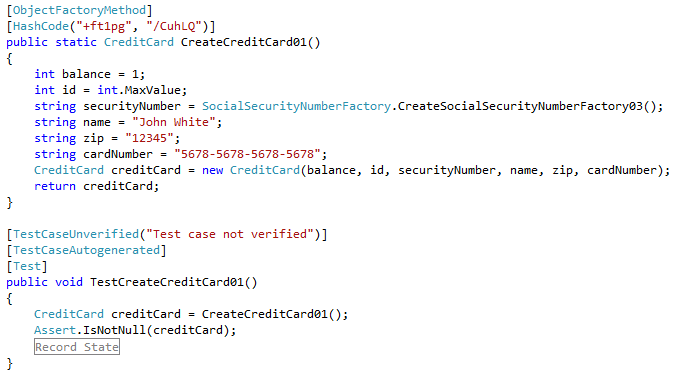 [ObjectFactoryMethod]
[HashCode("+ft1pg", "/CuhLQ")]
public static CreditCard CreateCreditCard01()
{
    int balance = 1;
    int id = int.MaxValue;
    string securityNumber = SocialSecurityNumberFactory.CreateSocialSecurityNumberFactory03();
    string name = "John White";
    string zip = "12345";
    string cardNumber = "5678-5678-5678-5678";
    CreditCard creditCard = new CreditCard(balance, id, securityNumber, name, zip, cardNumber);
    return creditCard;
}

[TestCaseUnverified("Test case not verified")]
[TestCaseAutogenerated]
[Test]
public void TestCreateCreditCard01()
{
    CreditCard creditCard = CreateCreditCard01();
    Assert.IsNotNull(creditCard);
    Record State
}